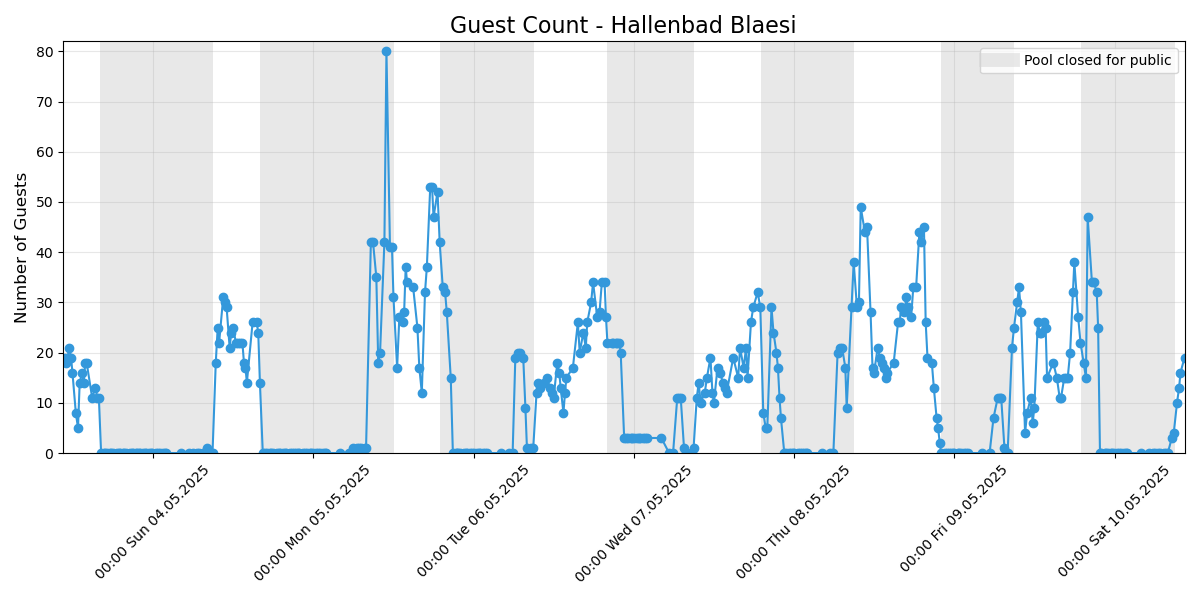 Guest Count - Hallenbad Blaesi
Pool closed for public
Number of Guests
80
70
60
50
40
30
20
10
0
00:00 Sun 04.05.2025
00:00 Mon 05.05.2025
00:00 Tue 06.05.2025
00:00 Wed 07.05.2025
00:00 Thu 08.05.2025
00:00 Fri 09.05.2025
00:00 Sat 10.05.2025